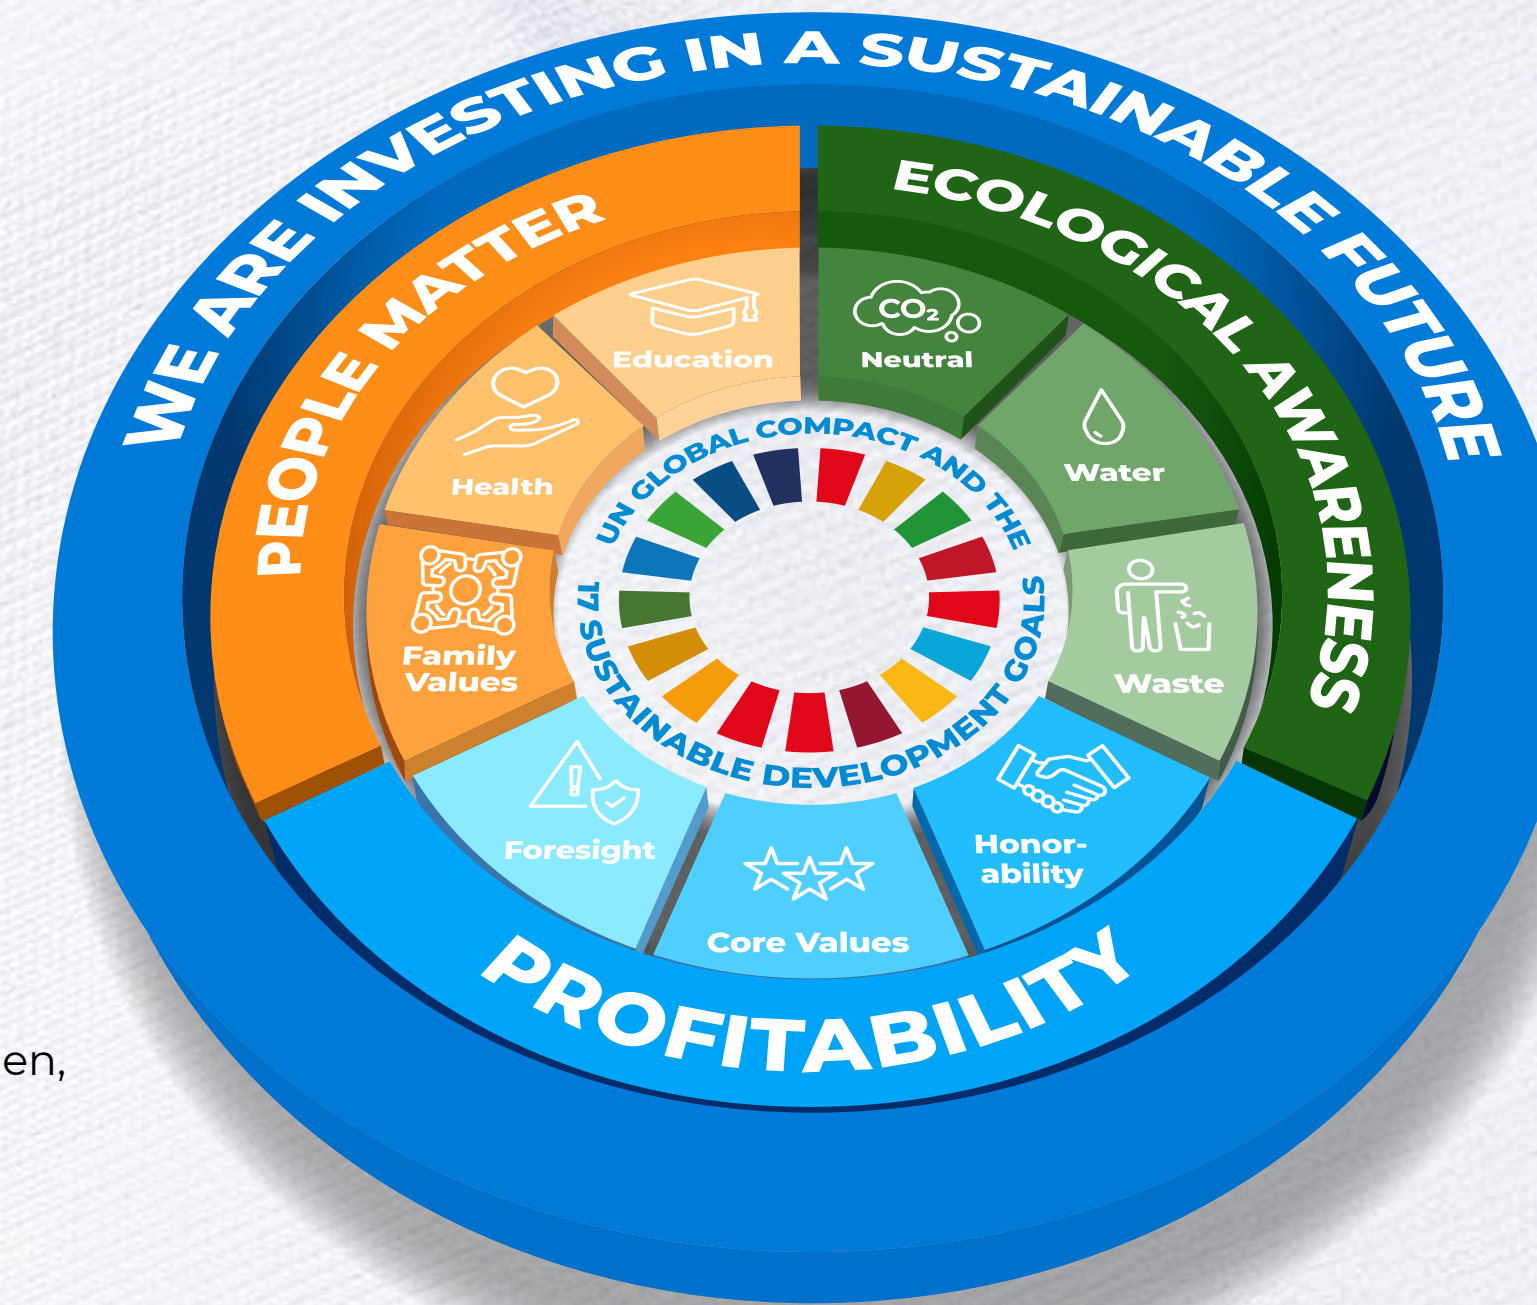 WE ARE INVESTING IN A SUSTAINABLE FUTURE
PEOPLE MATTER
ECOLOGICAL AWARENESS
Education
CO₂
Neutral
Health
Water
Family
Values
Waste
UN GLOBAL COMPACT AND THE
17 SUSTAINABLE DEVELOPMENT GOALS
Foresight
Honor-
ability
Core Values
PROFITABILITY
en,